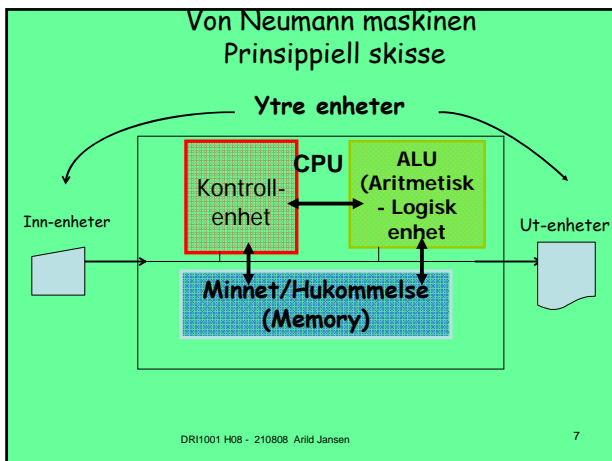 Von Neumann maskinen
Prinsippiell skisse
Ytre enheter
CPU
Kontroll-
enhet
ALU
(Aritmetisk
- Logisk
enhet
Inn-enheter
Ut-enheter
Minnet/Hukommelse
(Memory)
DRI1001 H08 - 210808 Arild Jansen
7